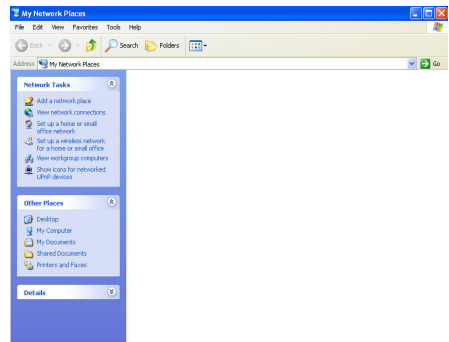 My Network Places
File Edit View Favorites Tools Help
Back Search Folders
Address My Network Places Go
Network Tasks
Add a network place
View network connections
Set up a home or small
office network
Set up a wireless network
for a home or small office
View workgroup computers
Show icons for networked
UPnP devices
Other Places
Desktop
My Computer
My Documents
Shared Documents
Printers and Faxes
Details